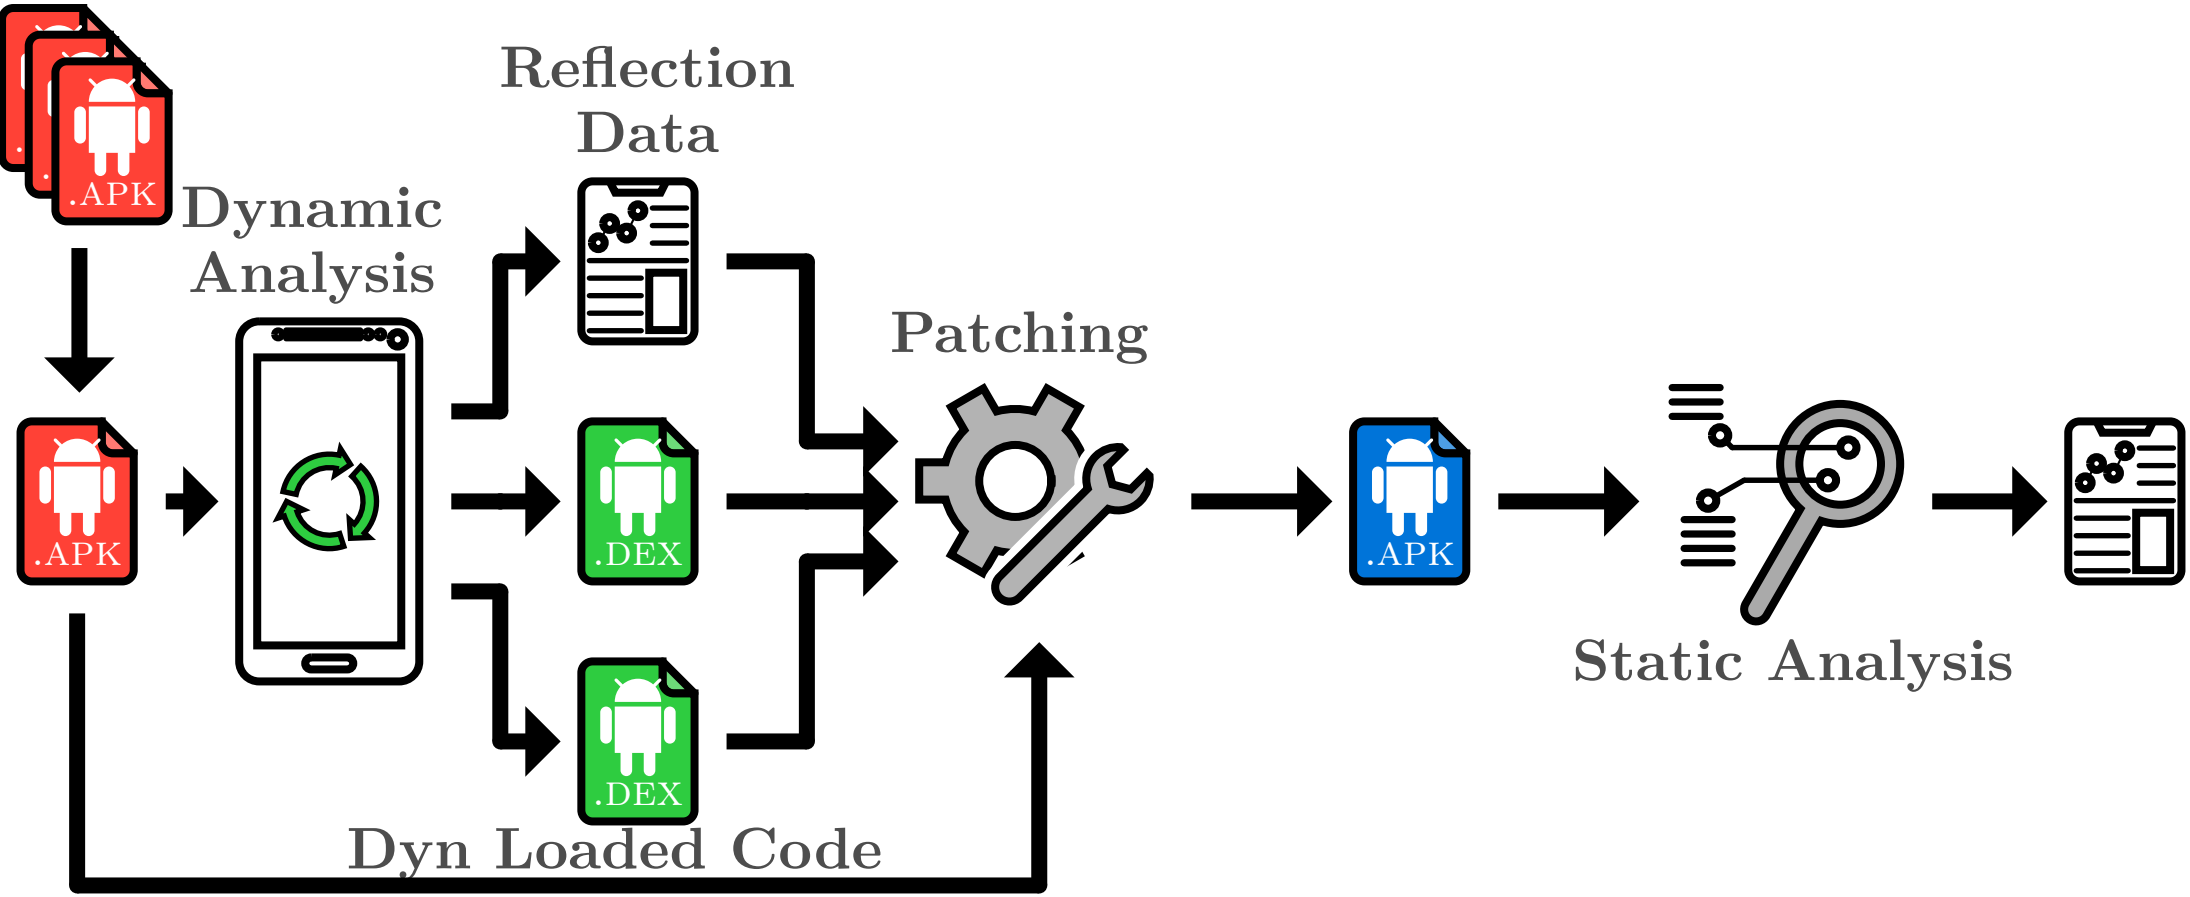 Reflection
Data
.APK
Dynamic
Analysis
Patching
.APK
.DEX
.APK
Static Analysis
.DEX
Dyn Loaded Code